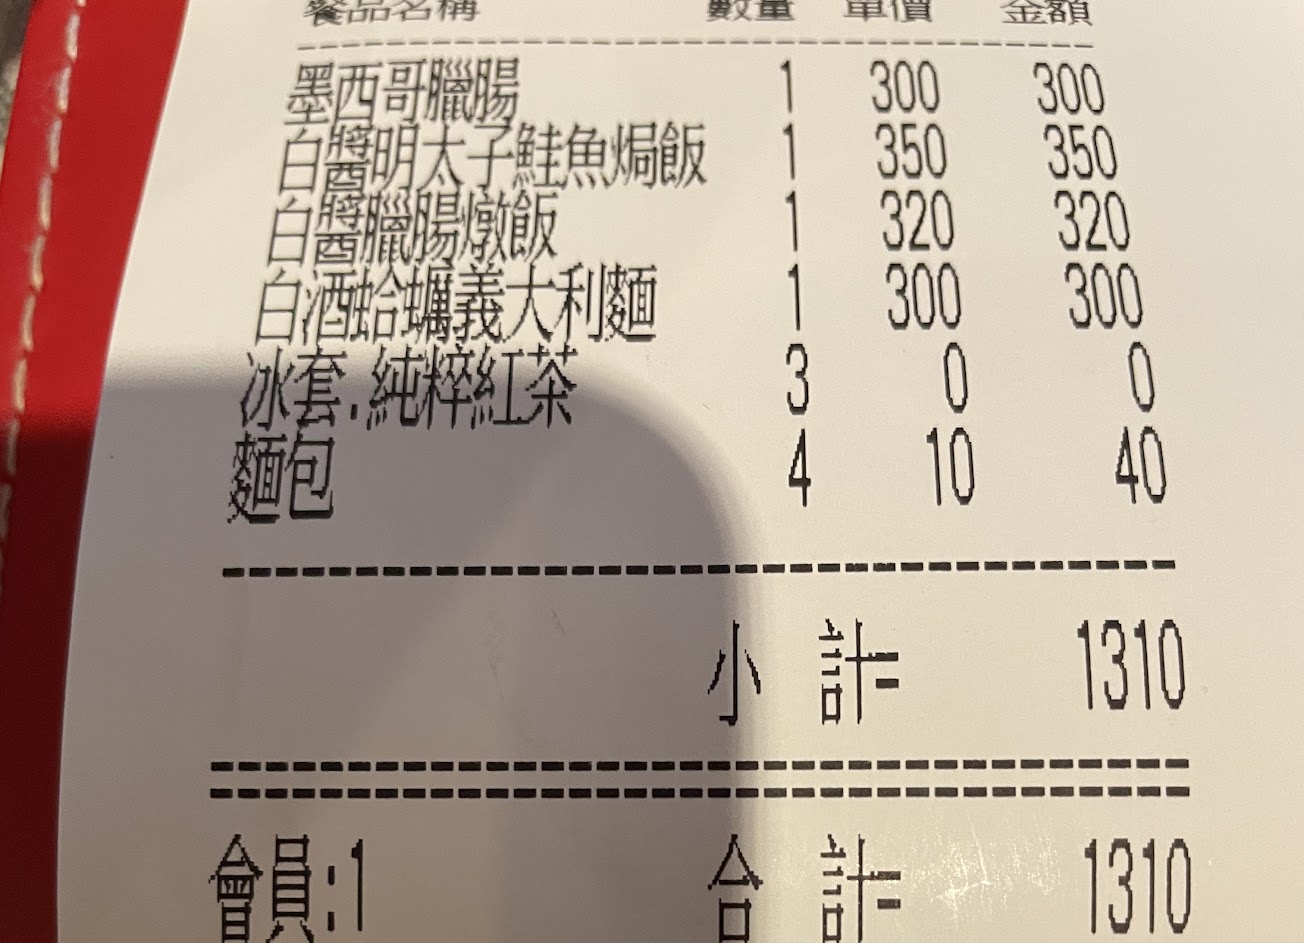 餐品名稱 數量 單價 金額
墨西哥臘腸 1 300 300
白醬明太子鮭魚焗飯 1 350 350
白醬臘腸燉飯 1 320 320
白酒蛤蠣義大利麵 1 300 300
冰套.純粹紅茶 3 0 0
麵包 4 10 40
小 計= 1310
會員:1 合 計= 1310